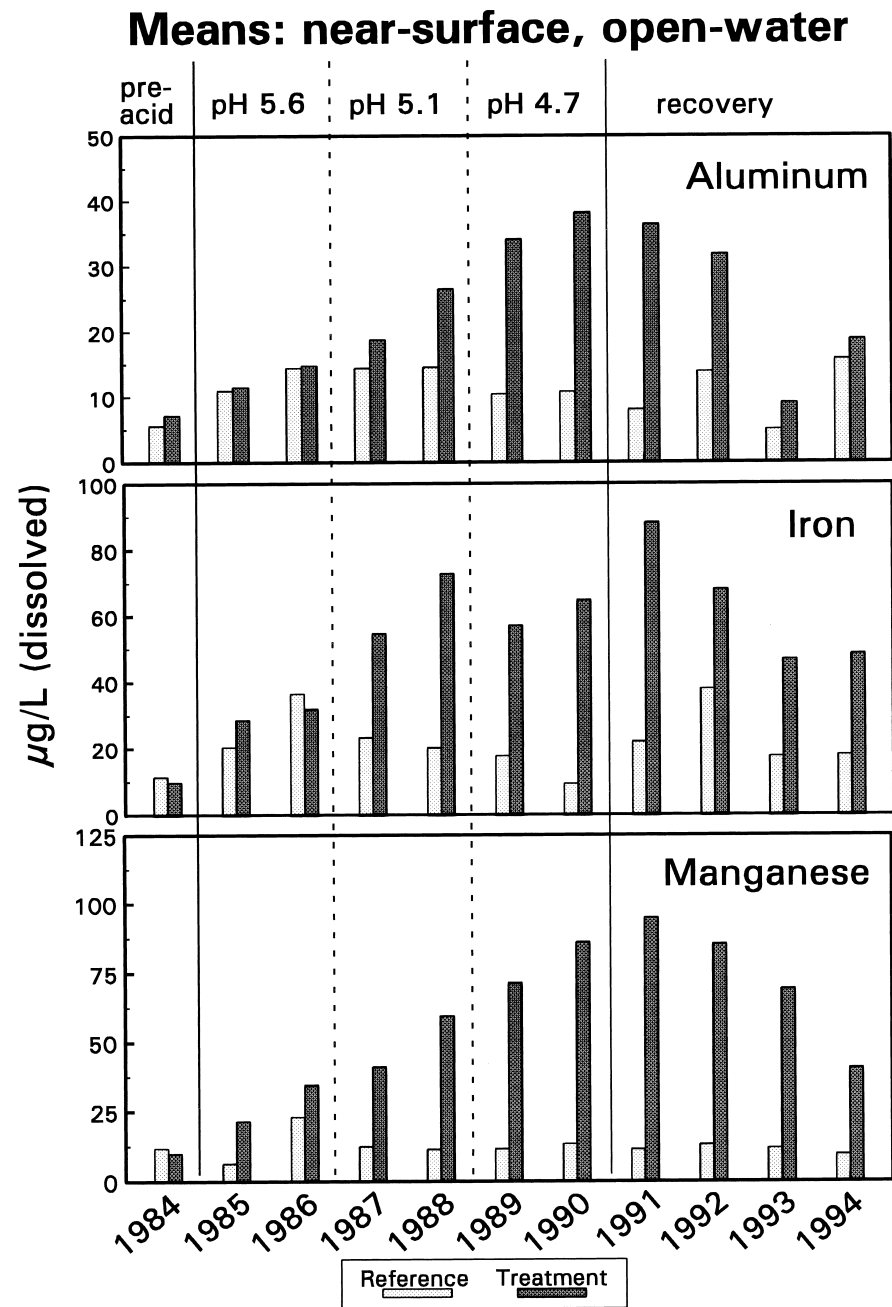 Means: near-surface, open-water
pre-
acid
pH 5.6
pH 5.1
pH 4.7
recovery
50
40
30
20
10
0
Aluminum
100
80
60
40
20
0
Iron
125
100
75
50
25
0
Manganese
µg/L (dissolved)
1984
1985
1986
1987
1988
1989
1990
1991
1992
1993
1994
Reference Treatment